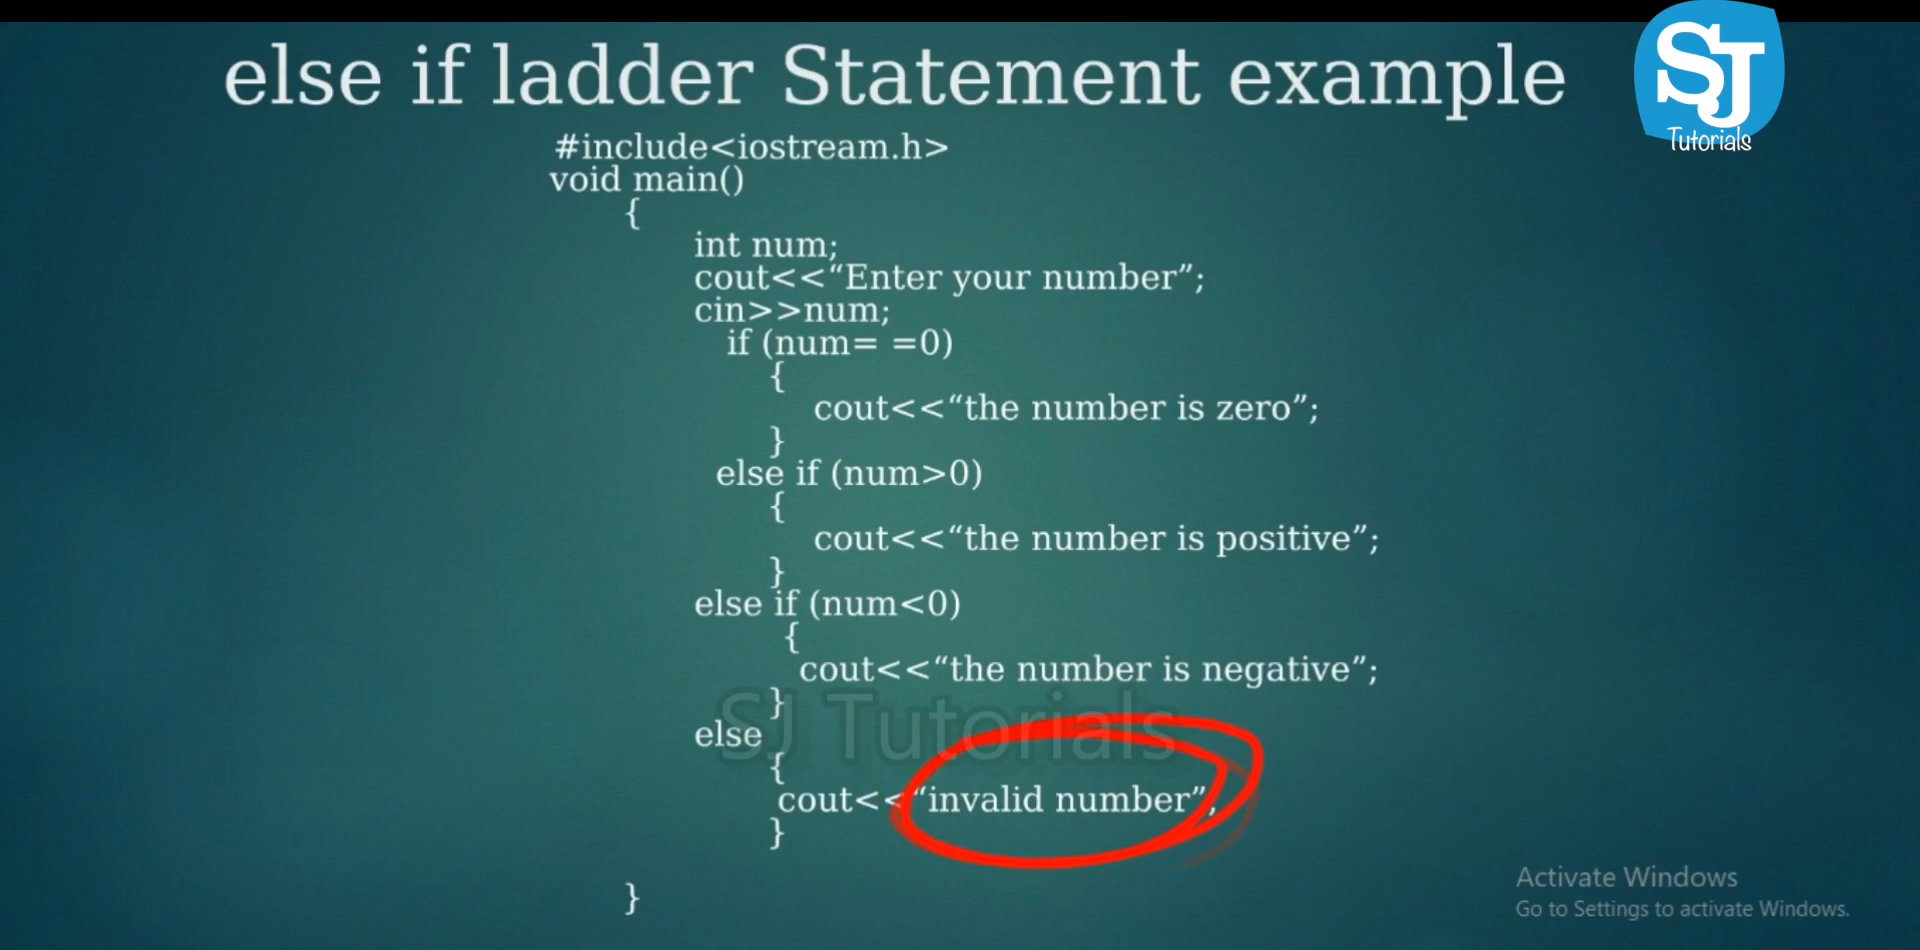 else if ladder Statement example
SJ
Tutorials
#include<iostream.h>
void main()
{
int num;
cout<<“Enter your number”;
cin>>num;
if (num= =0)
{
cout<<“the number is zero”;
}
else if (num>0)
{
cout<<“the number is positive”;
}
else if (num<0)
{
cout<<“the number is negative”;
}
SJ Tutorials
else
{
cout<<“invalid number”;
}
}
Activate Windows
Go to Settings to activate Windows.